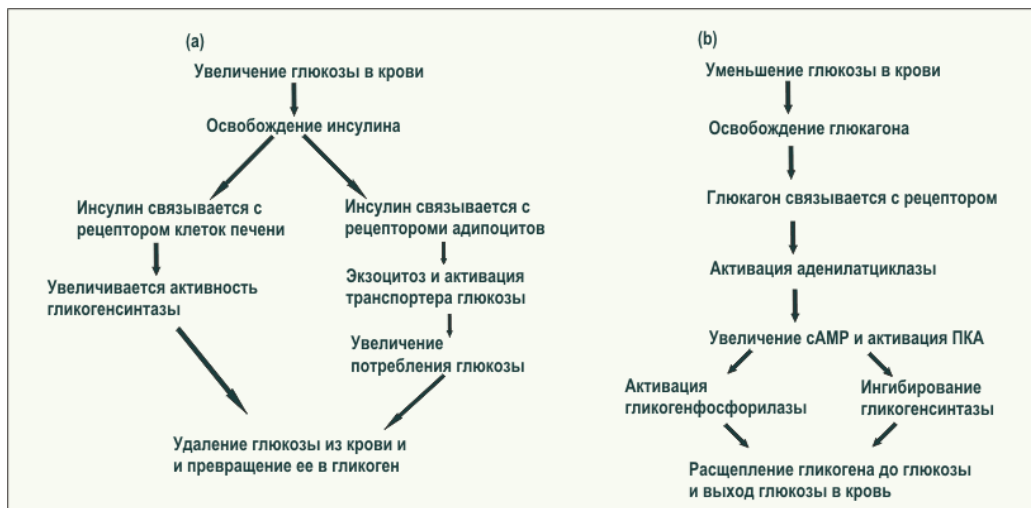 (a)
Увеличение глюкозы в крови
Освобождение инсулина
Инсулин связывается с
рецептором клеток печени
Увеличивается активность
гликогенсинтазы
Инсулин связывается с
рецептороми адипоцитов
Экзоцитоз и активация
транспортера глюкозы
Увеличение
потребления глюкозы
Удаление глюкозы из крови и
и превращение ее в гликоген
(b)
Уменьшение глюкозы в крови
Освобождение глюкагона
Глюкагон связывается с рецептором
Активация аденилатциклазы
Увеличение cAMP и активация ПКА
Активация
гликогенфосфорилазы
Ингибирование
гликогенсинтазы
Расщепление гликогена до глюкозы
и выход глюкозы в кровь